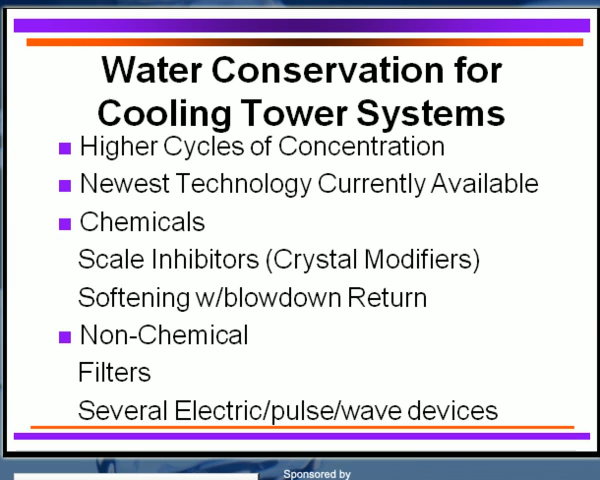 Water Conservation for
Cooling Tower Systems
Higher Cycles of Concentration
Newest Technology Currently Available
Chemicals
Scale Inhibitors (Crystal Modifiers)
Softening w/blowdown Return
Non-Chemical
Filters
Several Electric/pulse/wave devices
Sponsored by